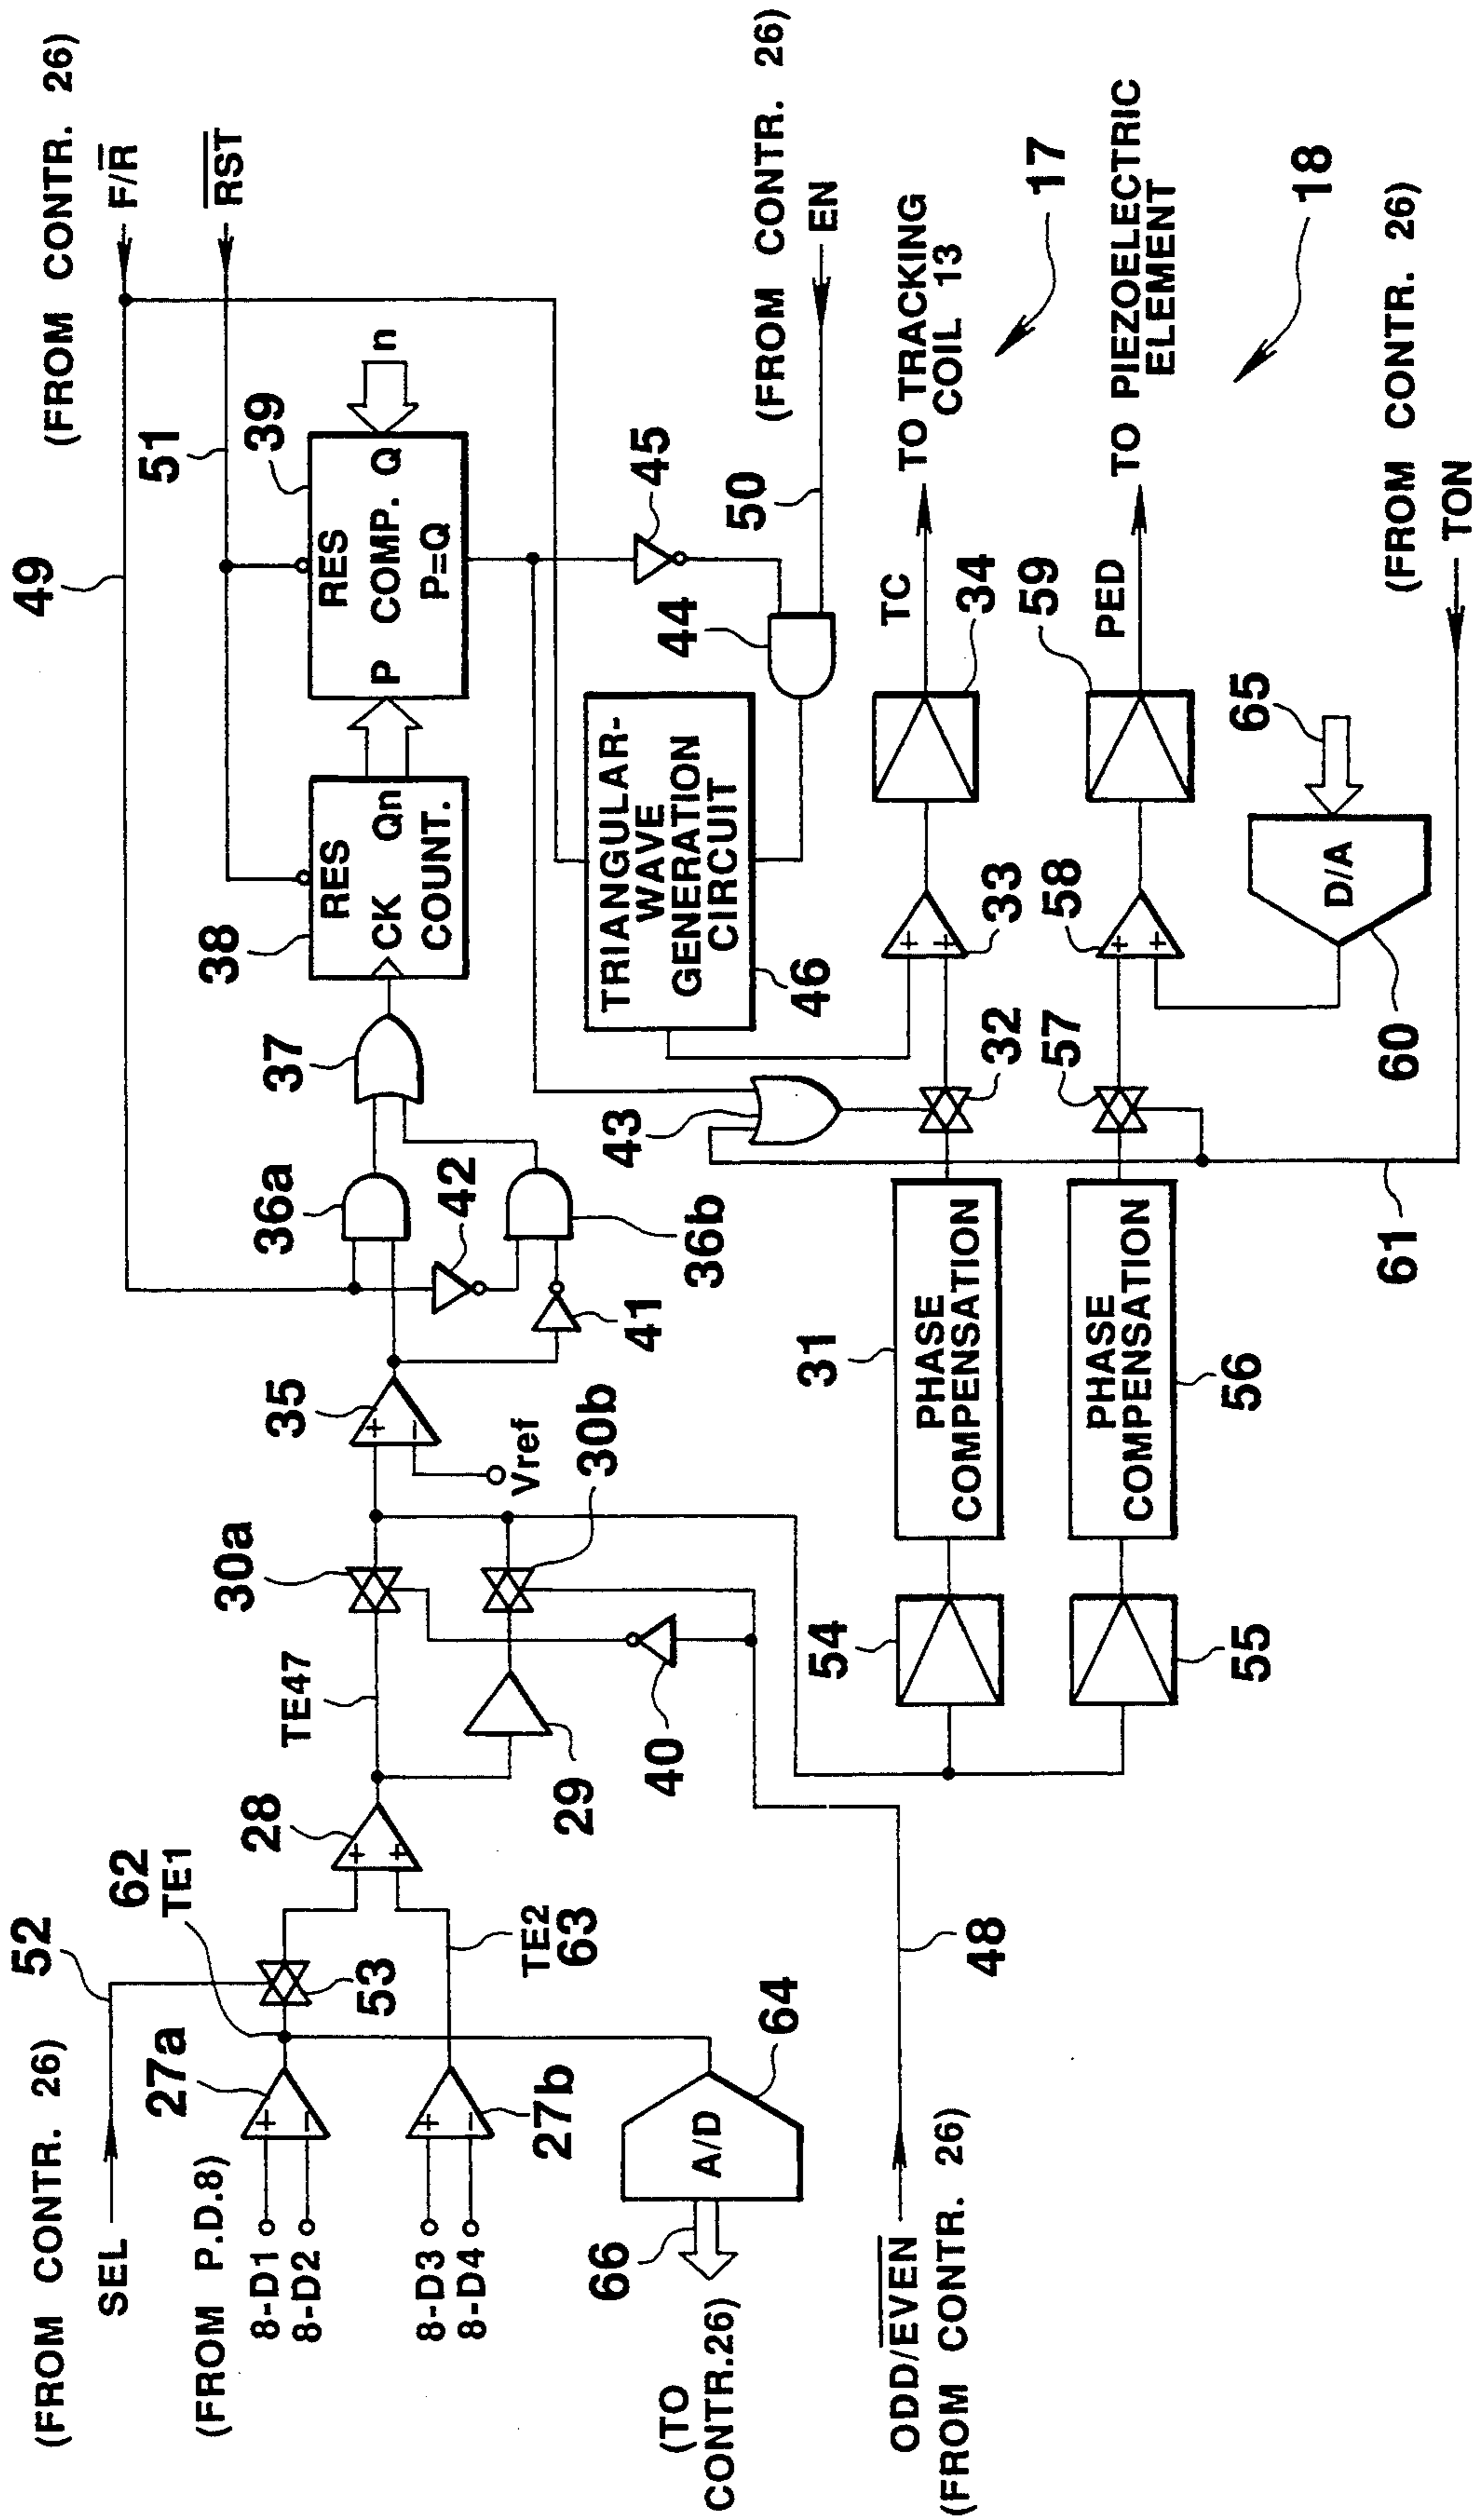 (FROM CONTR. 26)
SEL
52
62
TE1
27a
(FROM P.D.8)
8-D1
8-D2
53
28
TE47
30a
35
Vref
30b
8-D3
8-D4
27b
TE2
63
29
40
A/D
64
66
(TO
CONTR.26)
ODD/E̅V̅E̅N̅
(FROM CONTR. 26)
48
49
(FROM CONTR. 26)
F/R̅
R̅S̅T̅
51
36a
42
41
36b
37
38
RES
CK Qn
COUNT.
39
RES
P COMP. Q
P=Q
n
45
44
50
(FROM CONTR. 26)
EN
TRIANGULAR-
WAVE
GENERATION
CIRCUIT
46
43
54
31
PHASE
COMPENSATION
32
33
34
TC
TO TRACKING
COIL 13
17
55
PHASE
COMPENSATION
56
57
58
59
PED
TO PIEZOELECTRIC
ELEMENT
18
D/A
60
65
61
(FROM CONTR. 26)
TON